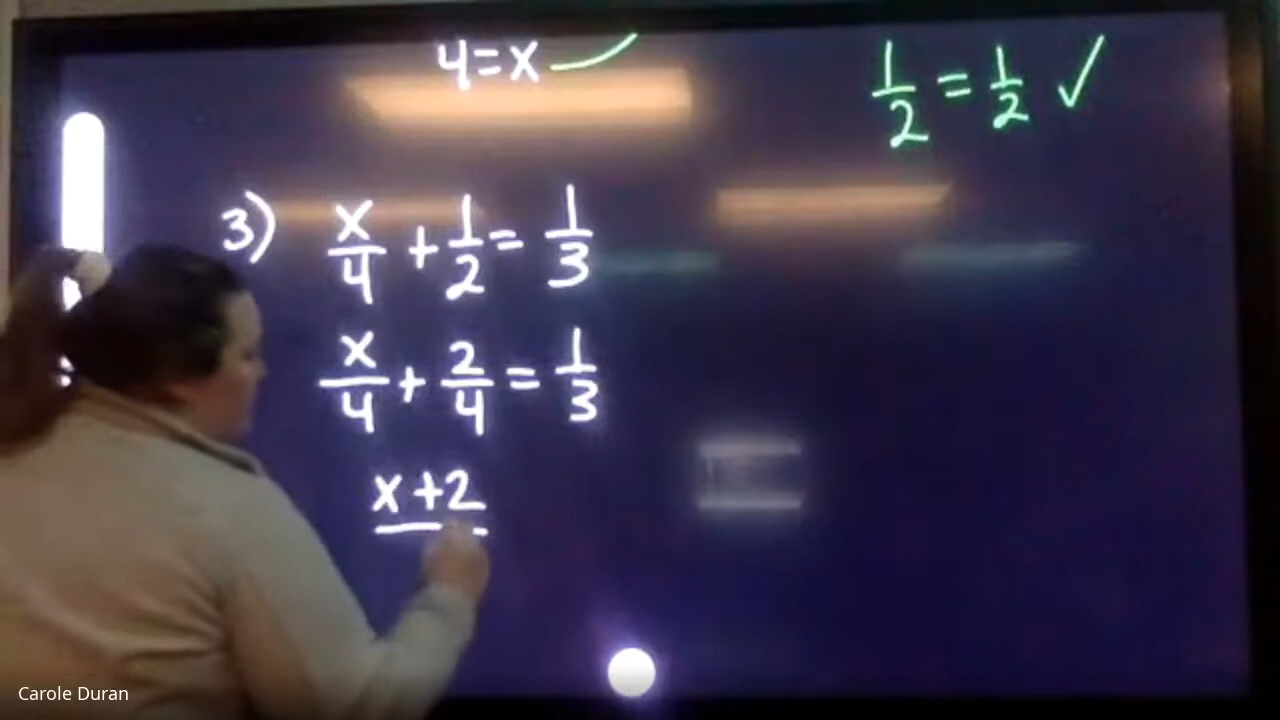 4=x
1/2 = 1/2 ✓
3) x/4 + 1/2 = 1/3
x/4 + 2/4 = 1/3
x+2
Carole Duran